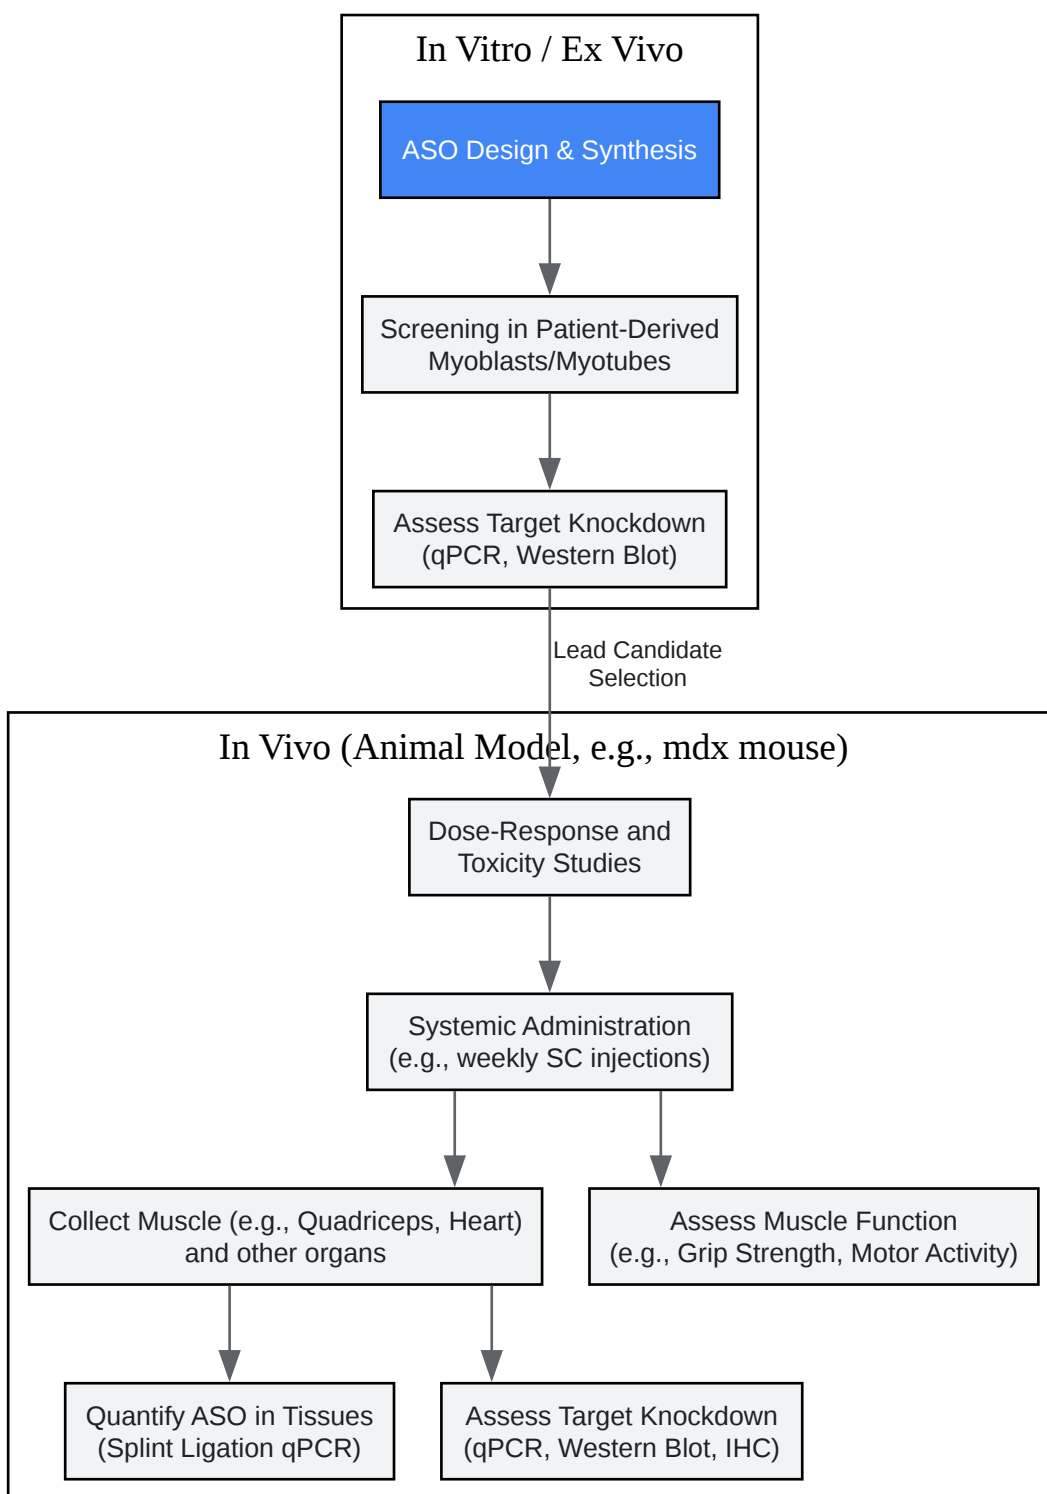 In Vitro / Ex Vivo
ASO Design & Synthesis
Screening in Patient-Derived
Myoblasts/Myotubes
Assess Target Knockdown
(qPCR, Western Blot)
Lead Candidate
Selection
In Vivo (Animal Model, e.g., mdx mouse)
Dose-Response and
Toxicity Studies
Systemic Administration
(e.g., weekly SC injections)
Collect Muscle (e.g., Quadriceps, Heart)
and other organs
Assess Muscle Function
(e.g., Grip Strength, Motor Activity)
Quantify ASO in Tissues
(Splint Ligation qPCR)
Assess Target Knockdown
(qPCR, Western Blot, IHC)